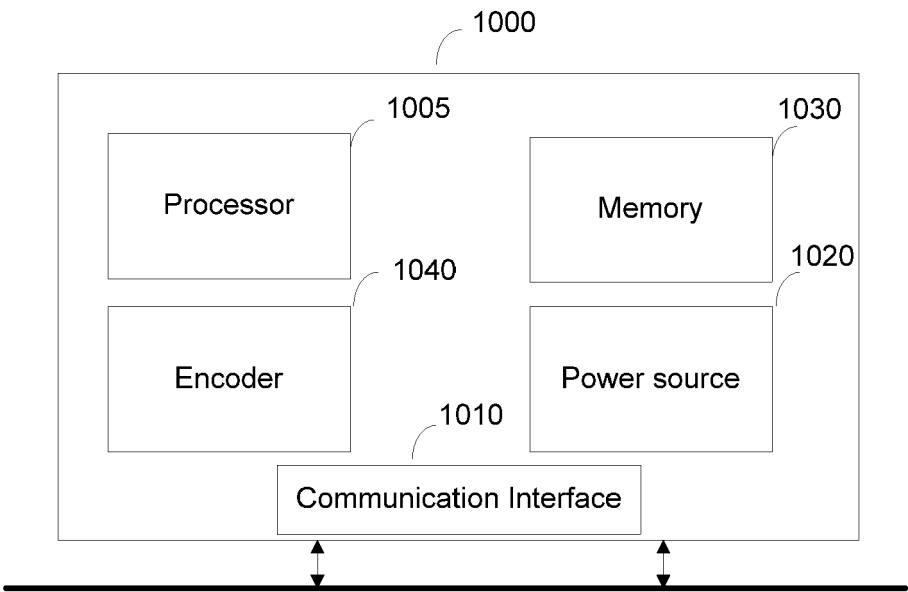 1000
1005
Processor
1030
Memory
1040
Encoder
1020
Power source
1010
Communication Interface